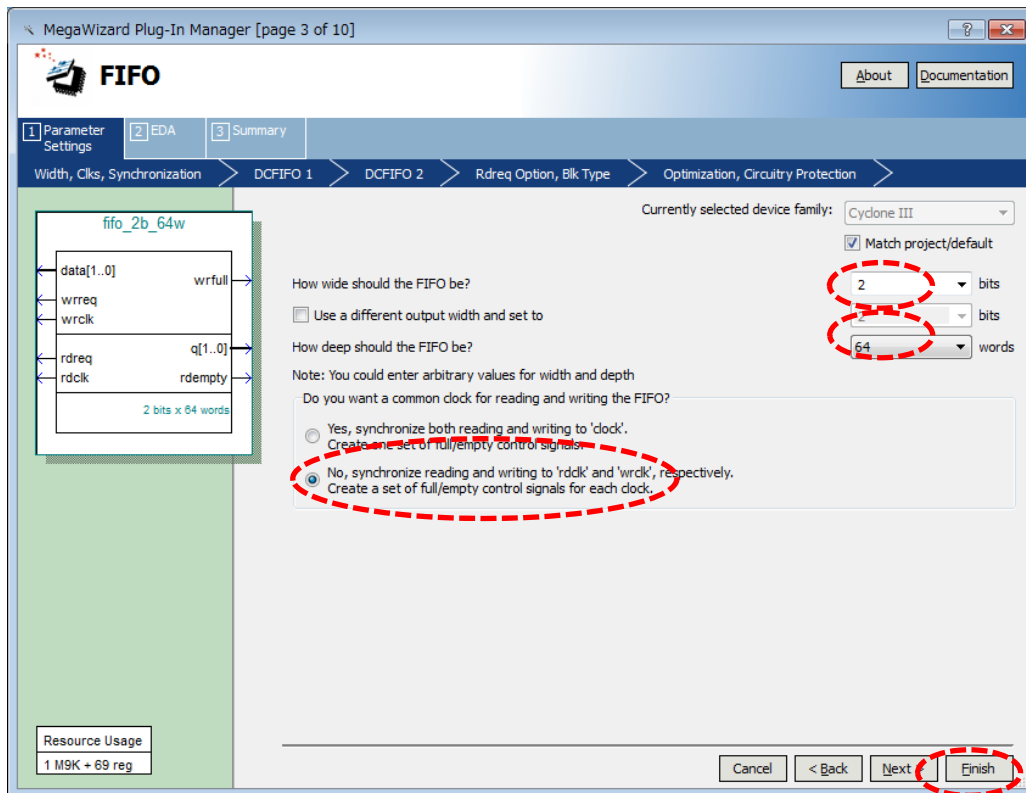 MegaWizard Plug-In Manager [page 3 of 10]
FIFO
About
Documentation
1 Parameter Settings
2 EDA
3 Summary
Width, Clks, Synchronization
DCFIFO 1
DCFIFO 2
Rdreq Option, Blk Type
Optimization, Circuitry Protection
fifo_2b_64w
data[1..0]
wrfull
wrreq
wrclk
q[1..0]
rdreq
rdclk
rdempty
2 bits x 64 words
Currently selected device family:
Cyclone III
Match project/default
How wide should the FIFO be?
2
bits
Use a different output width and set to
2
bits
How deep should the FIFO be?
64
words
Note: You could enter arbitrary values for width and depth
Do you want a common clock for reading and writing the FIFO?
Yes, synchronize both reading and writing to 'clock'.
Create one set of full/empty control signals.
No, synchronize reading and writing to 'rdclk' and 'wrclk', respectively.
Create a set of full/empty control signals for each clock.
Resource Usage
1 M9K + 69 reg
Cancel
< Back
Next
Finish